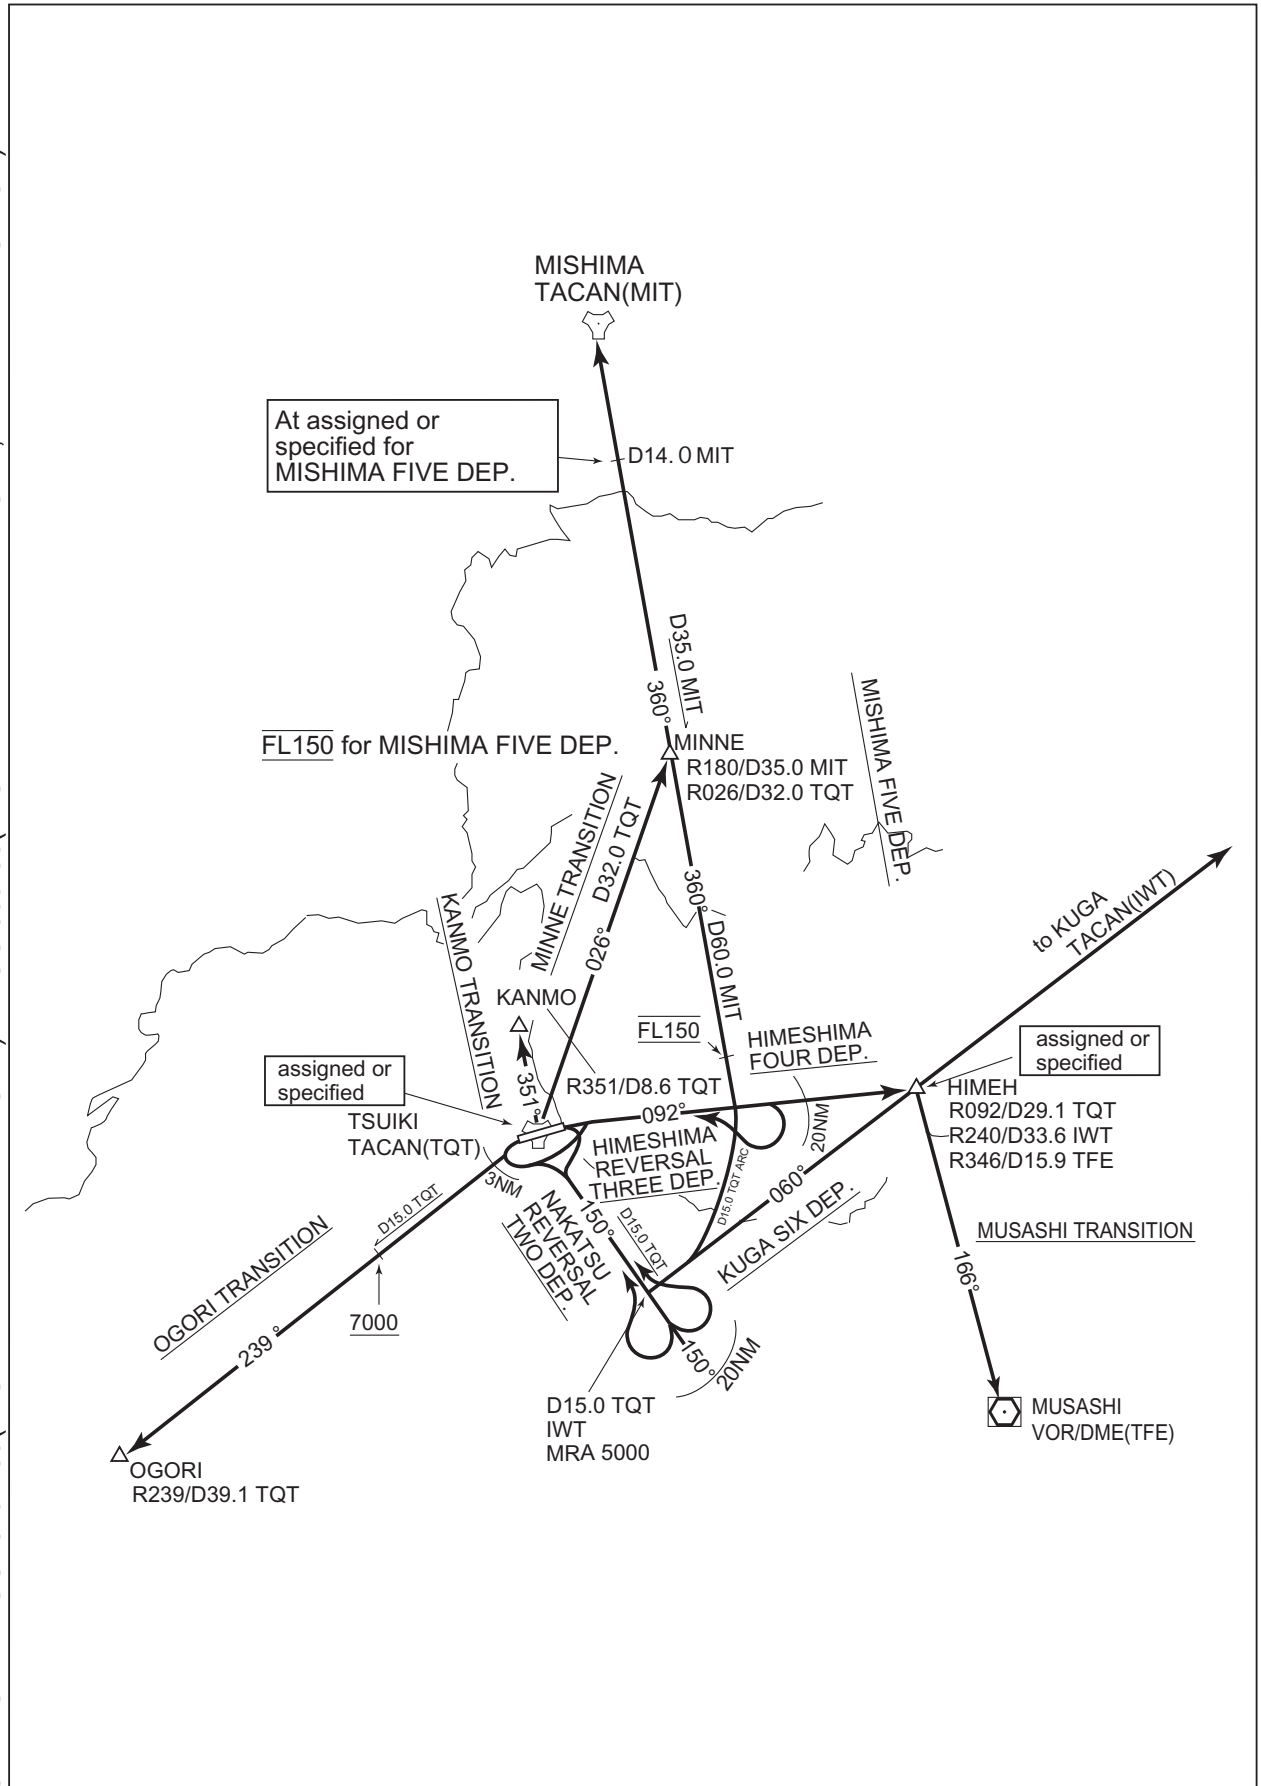 MISHIMA
TACAN(MIT)
At assigned or
specified for
MISHIMA FIVE DEP.
D14.0 MIT
D35.0 MIT
360°
FL150 for MISHIMA FIVE DEP.
MINNE
R180/D35.0 MIT
R026/D32.0 TQT
MISHIMA FIVE DEP.
MINNE TRANSITION
D32.0 TQT
026°
360°
D60.0 MIT
KANMO TRANSITION
to KUGA
TACAN(IWT)
KANMO
351°
R351/D8.6 TQT
FL150
HIMESHIMA
FOUR DEP.
assigned or
specified
assigned or
specified
TSUIKI
TACAN(TQT)
092°
20NM
HIMEH
R092/D29.1 TQT
R240/D33.6 IWT
R346/D15.9 TFE
HIMESHIMA
REVERSAL
THREE DEP.
3NM
D15.0 TQT ARC
060°
KUGA SIX DEP.
NAKATSU
REVERSAL
TWO DEP.
150°
D15.0 TQT
D15.0 TQT
OGORI TRANSITION
7000
239°
MUSASHI TRANSITION
166°
150°
20NM
D15.0 TQT
IWT
MRA 5000
MUSASHI
VOR/DME(TFE)
OGORI
R239/D39.1 TQT